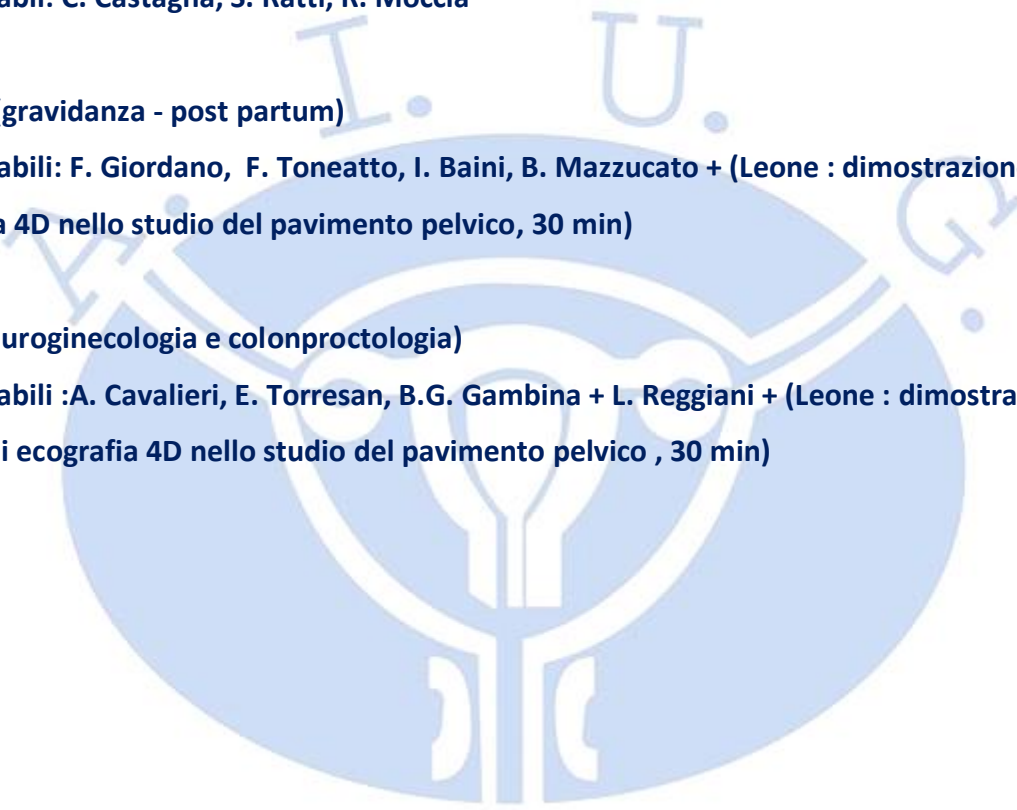 abili: C. Castagna, S. Ratti, R. Moccia
(gravidanza - post partum)
abili: F. Giordano, F. Toneatto, I. Baini, B. Mazzucato + (Leone : dimostrazion
a 4D nello studio del pavimento pelvico, 30 min)
uroginecologia e colonproctologia)
abili :A. Cavalieri, E. Torresan, B.G. Gambina + L. Reggiani + (Leone : dimostra
i ecografia 4D nello studio del pavimento pelvico , 30 min)
A. I. U. G.